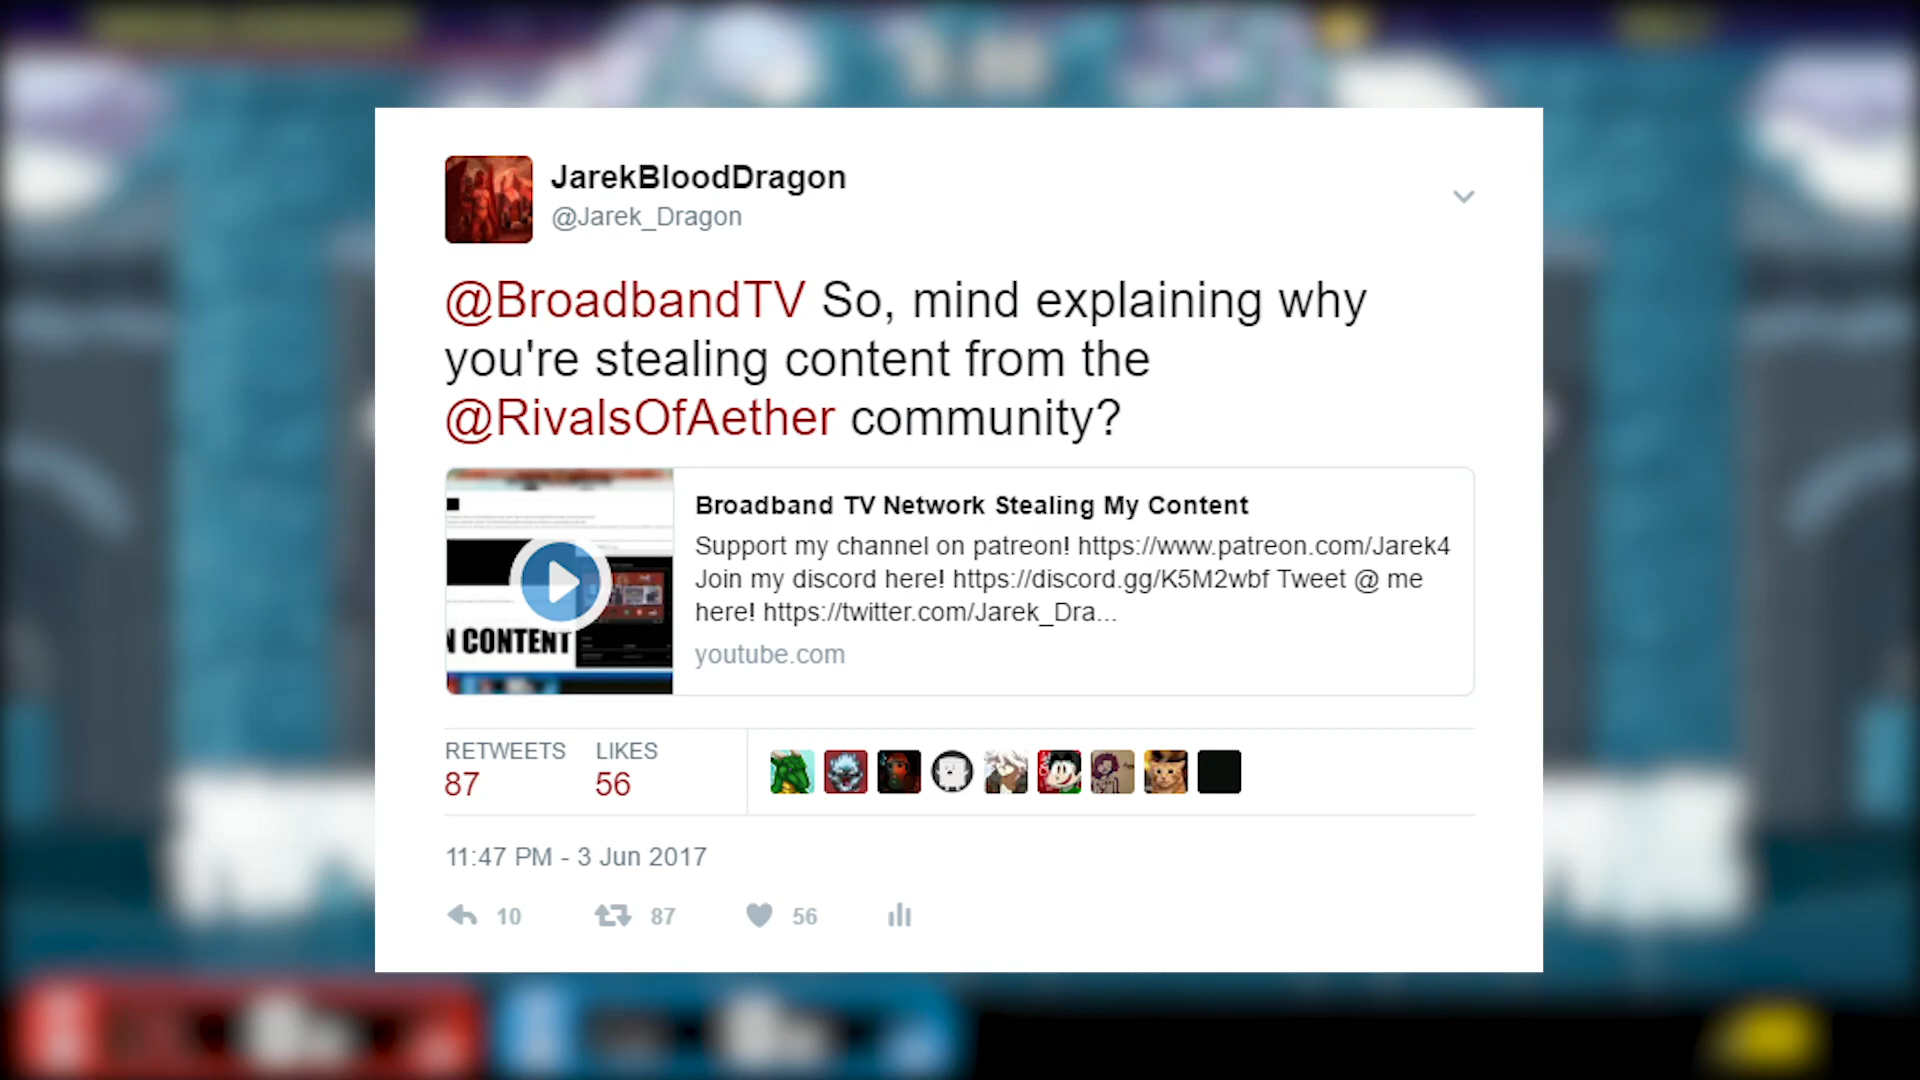 JarekBloodDragon
@Jarek_Dragon
@BroadbandTV So, mind explaining why
you're stealing content from the
@RivalsOfAether community?
N CONTENT
Broadband TV Network Stealing My Content
Support my channel on patreon! https://www.patreon.com/Jarek4
Join my discord here! https://discord.gg/K5M2wbf Tweet @ me
here! https://twitter.com/Jarek_Dra...
youtube.com
RETWEETS LIKES
87 56
11:47 PM - 3 Jun 2017
10 87 56